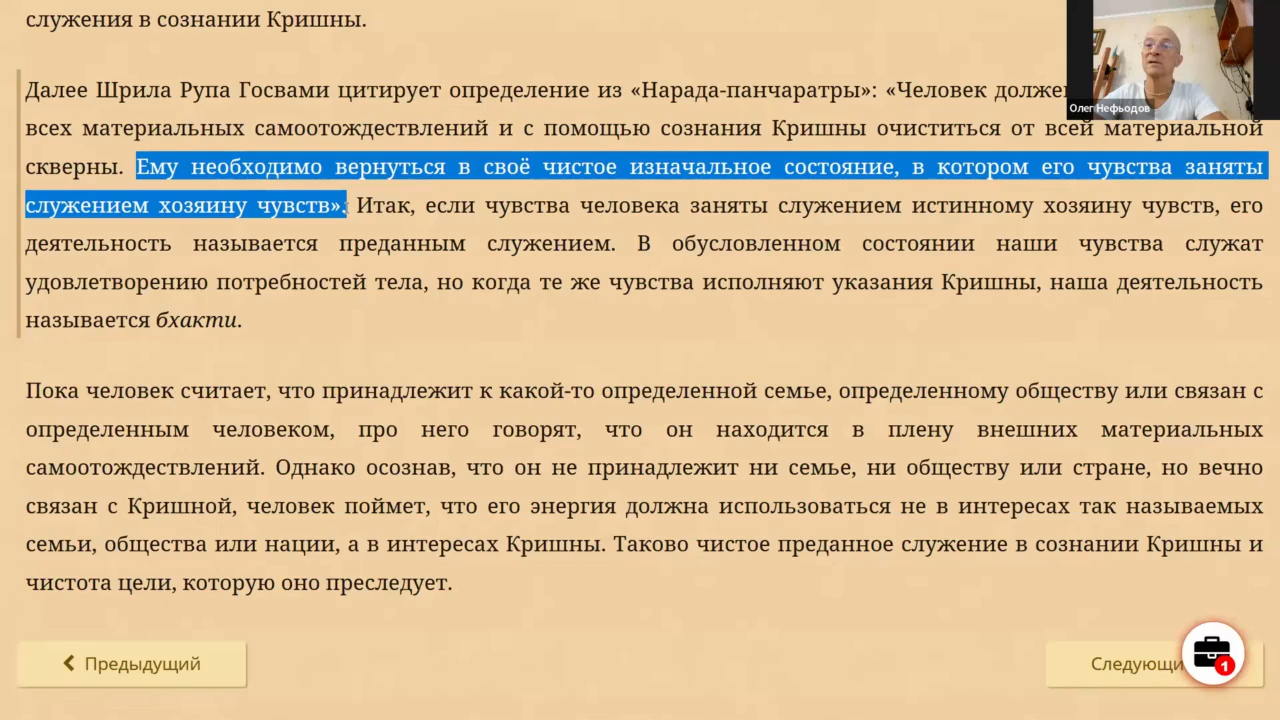 служения в сознании Кришны.
Далее Шрила Рупа Госвами цитирует определение из «Нарада-панчаратры»: «Человек
Олег Нефьодов
всех материальных самоотождествлений и с помощью сознания Кришны очиститься от всей материальной
скверны. Ему необходимо вернуться в своё чистое изначальное состояние, в котором его чувства заняты
служением хозяину чувств». Итак, если чувства человека заняты служением истинному хозяину чувств, его
деятельность называется преданным служением. В обусловленном состоянии наши чувства служат
удовлетворению потребностей тела, но когда те же чувства исполняют указания Кришны, наша деятельность
называется бхакти.
Пока человек считает, что принадлежит к какой-то определенной семье, определенному обществу или связан с
определенным человеком, про него говорят, что он находится в плену внешних материальных
самоотождествлений. Однако осознав, что он не принадлежит ни семье, ни обществу или стране, но вечно
связан с Кришной, человек поймет, что его энергия должна использоваться не в интересах так называемых
семьи, общества или нации, а в интересах Кришны. Таково чистое преданное служение в сознании Кришны и
чистота цели, которую оно преследует.
Предыдущий
1